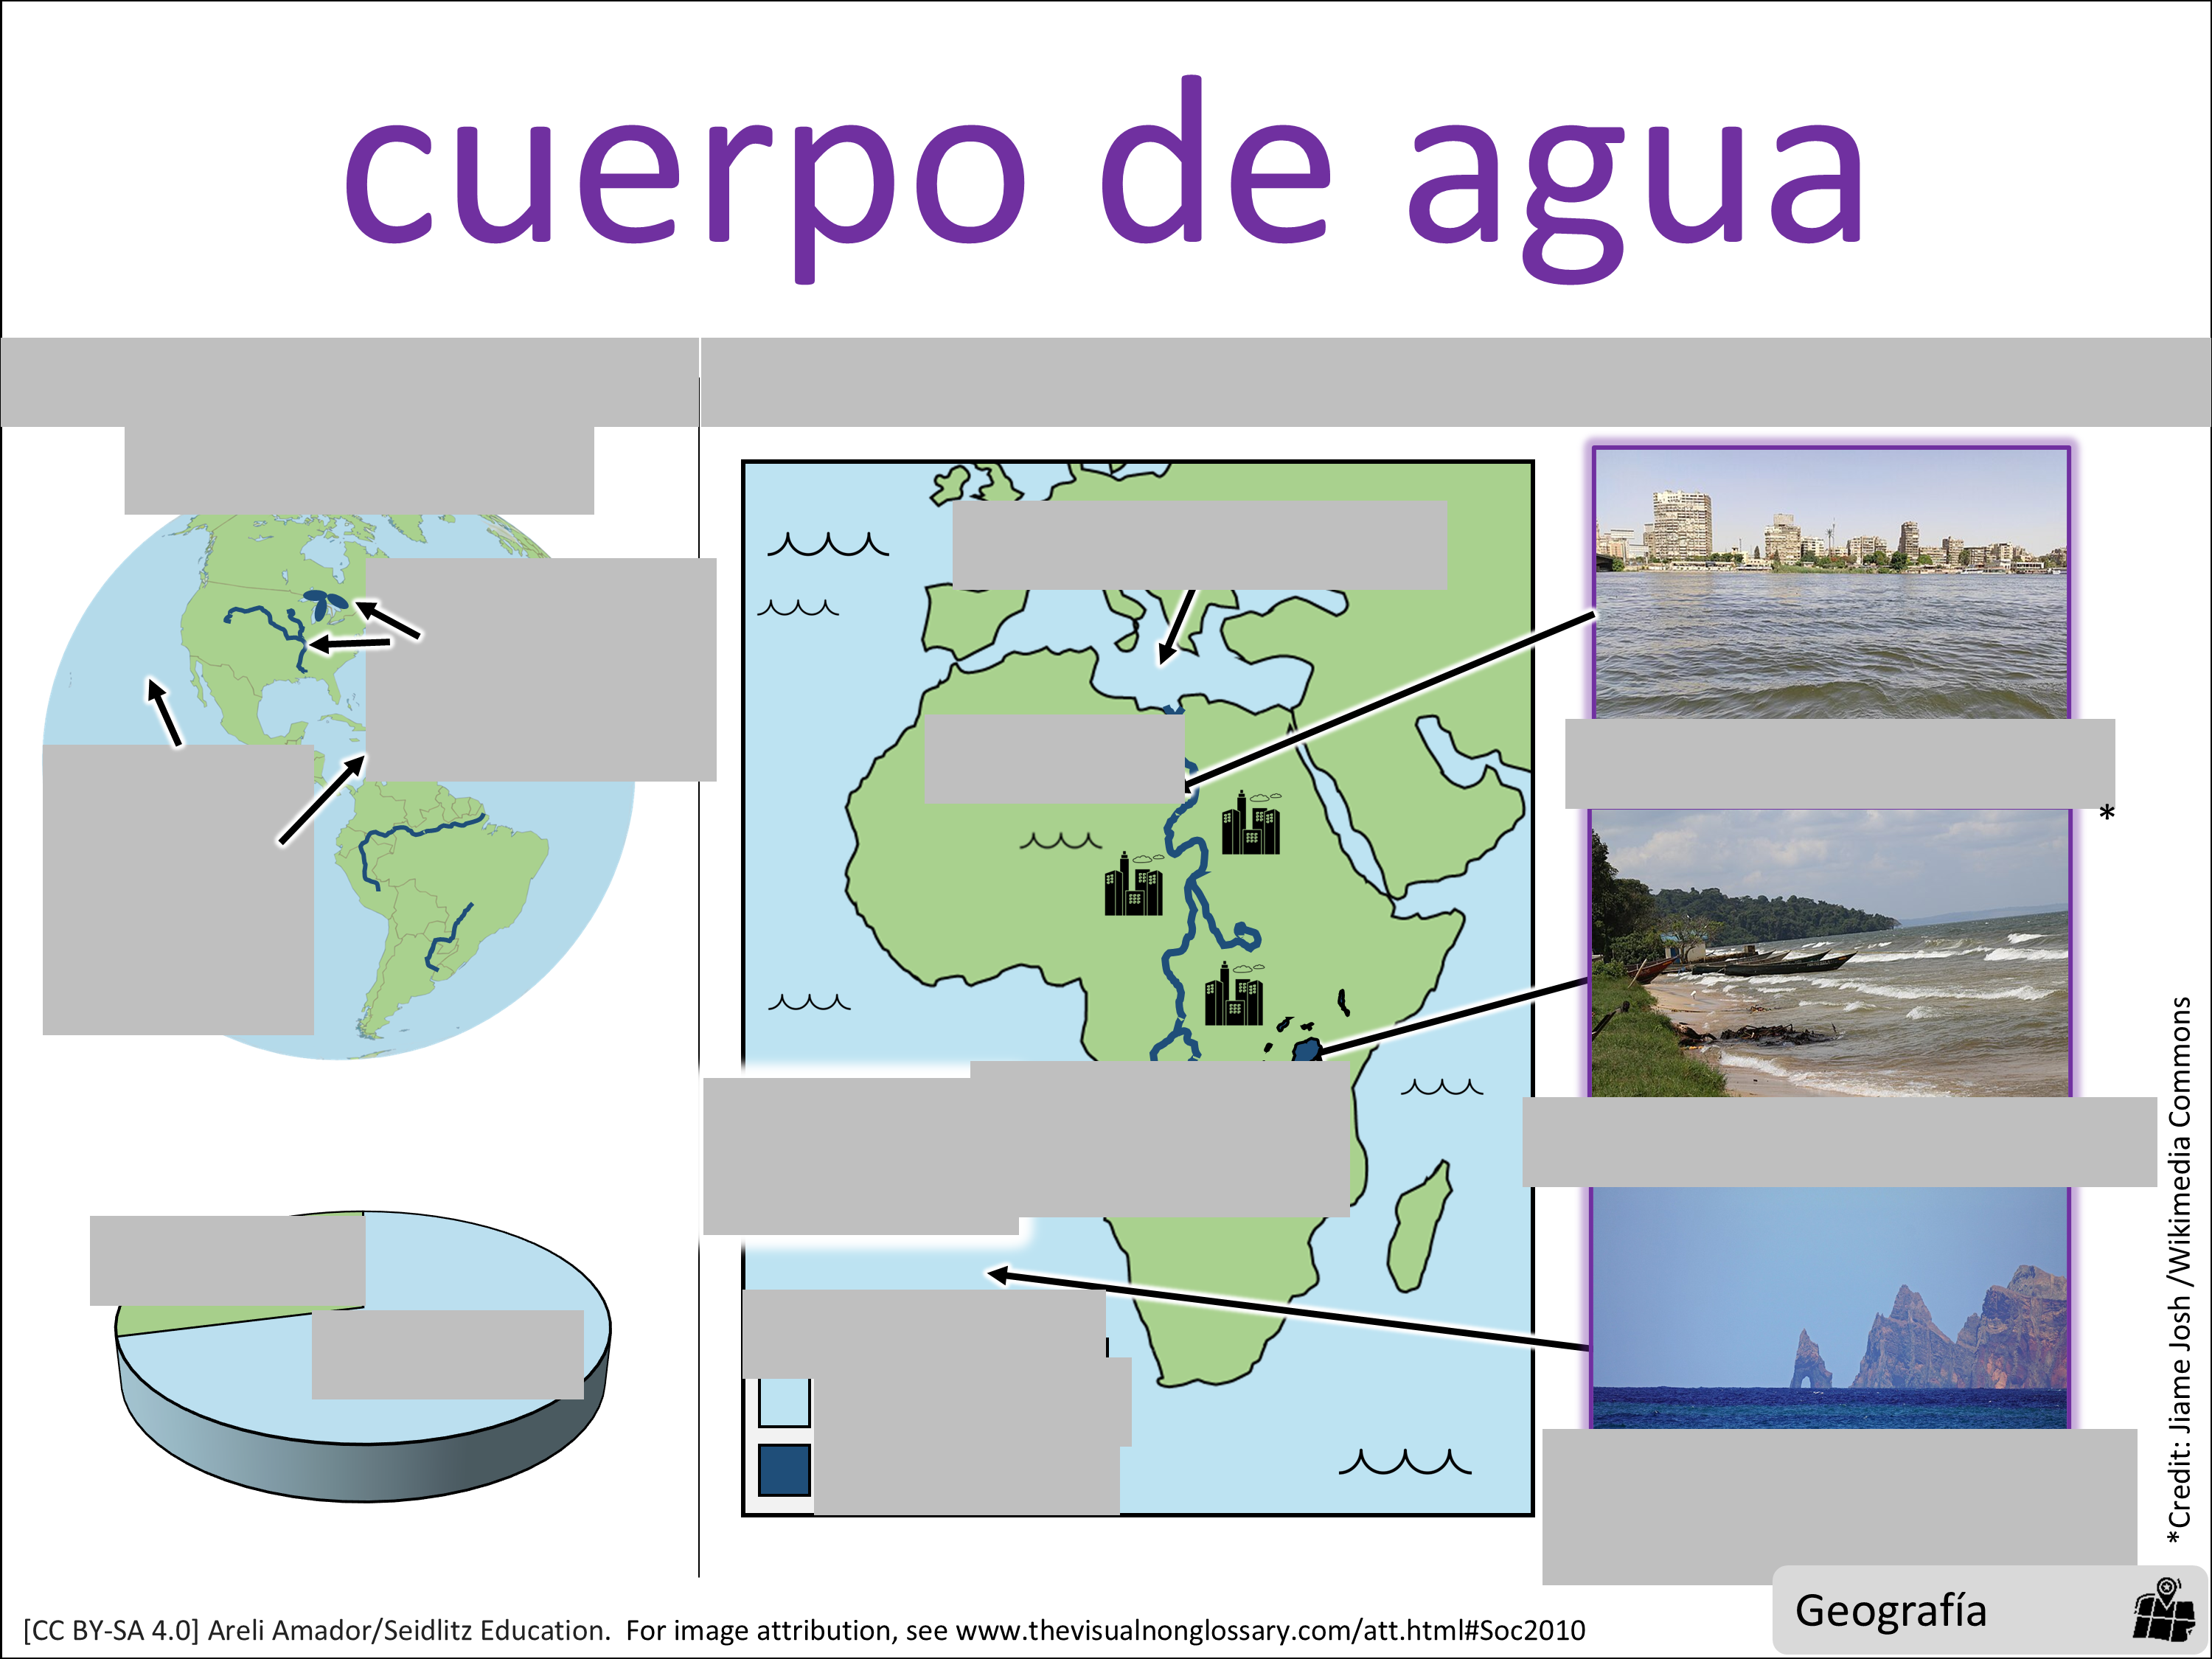 cuerpo de agua
*
*Credit: Jiame Josh /Wikimedia Commons
Geografía
[CC BY-SA 4.0] Areli Amador/Seidlitz Education.  For image attribution, see www.thevisualnonglossary.com/att.html#Soc2010